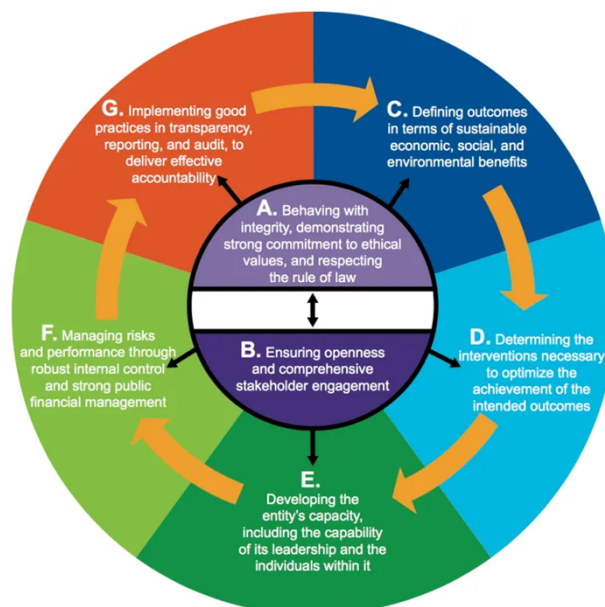 A. Behaving with
integrity, demonstrating
strong commitment to ethical
values, and respecting
the rule of law
B. Ensuring openness
and comprehensive
stakeholder engagement
C. Defining outcomes
in terms of sustainable
economic, social, and
environmental benefits
D. Determining the
interventions necessary
to optimize the
achievement of the
intended outcomes
E.
Developing the
entity’s capacity,
including the capability
of its leadership and the
individuals within it
F. Managing risks
and performance through
robust internal control
and strong public
financial management
G. Implementing good
practices in transparency,
reporting, and audit, to
deliver effective
accountability